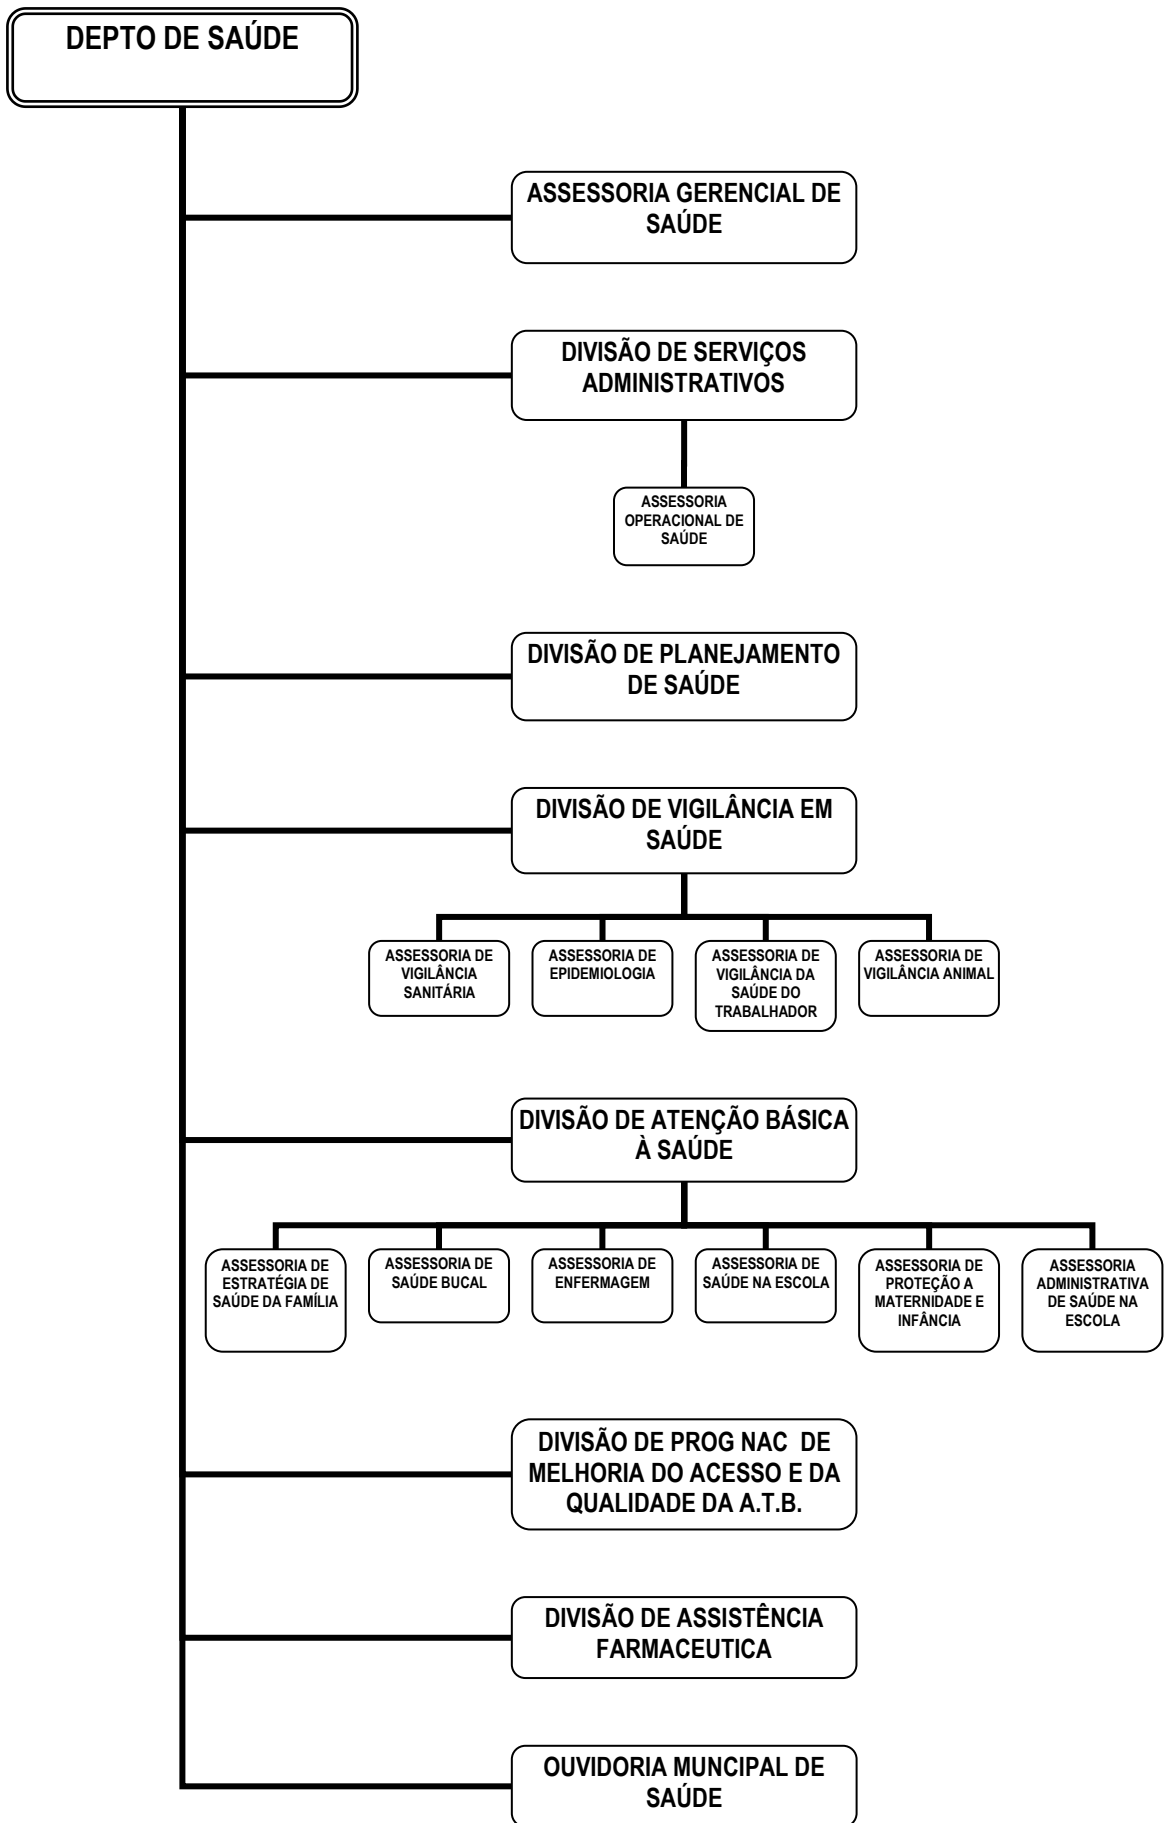 DEPTO DE SAÚDE
ASSESSORIA GERENCIAL DE
SAÚDE
DIVISÃO DE SERVIÇOS
ADMINISTRATIVOS
ASSESSORIA
OPERACIONAL DE
SAÚDE
DIVISÃO DE PLANEJAMENTO
DE SAÚDE
DIVISÃO DE VIGILÂNCIA EM
SAÚDE
ASSESSORIA DE
VIGILÂNCIA
SANITÁRIA
ASSESSORIA DE
EPIDEMIOLOGIA
ASSESSORIA DE
VIGILÂNCIA DA
SAÚDE DO
TRABALHADOR
ASSESSORIA DE
VIGILÂNCIA ANIMAL
DIVISÃO DE ATENÇÃO BÁSICA
À SAÚDE
ASSESSORIA DE
ESTRATÉGIA DE
SAÚDE DA FAMÍLIA
ASSESSORIA DE
SAÚDE BUCAL
ASSESSORIA DE
ENFERMAGEM
ASSESSORIA DE
SAÚDE NA ESCOLA
ASSESSORIA DE
PROTEÇÃO A
MATERNIDADE E
INFÂNCIA
ASSESSORIA
ADMINISTRATIVA
DE SAÚDE NA
ESCOLA
DIVISÃO DE PROG NAC  DE
MELHORIA DO ACESSO E DA
QUALIDADE DA A.T.B.
DIVISÃO DE ASSISTÊNCIA
FARMACEUTICA
OUVIDORIA MUNCIPAL DE
SAÚDE